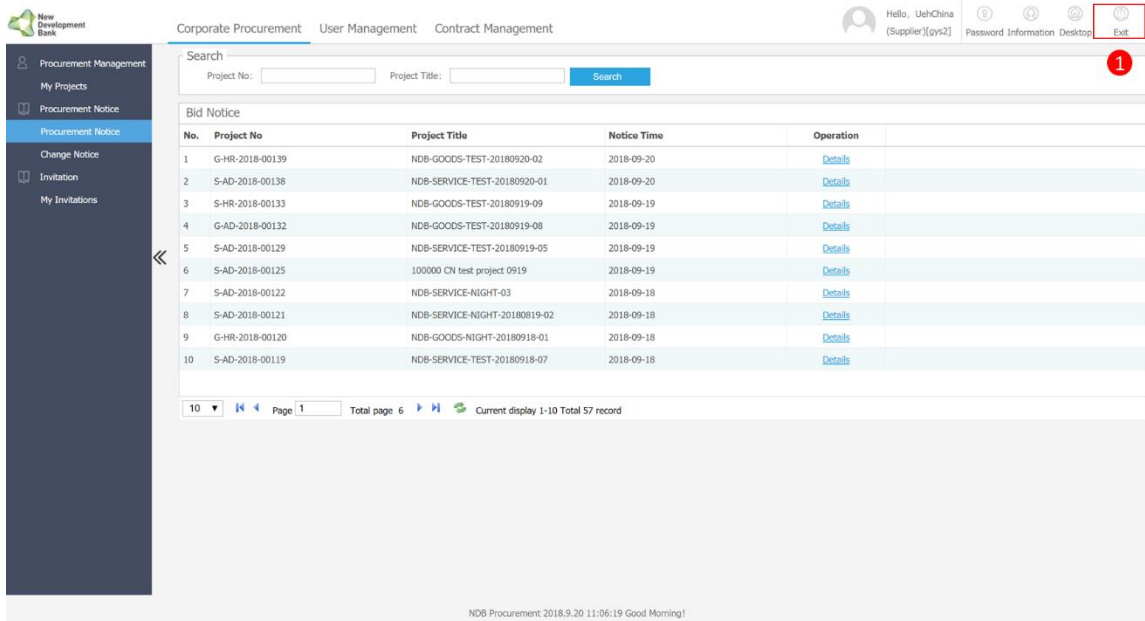 New
Development
Bank
Corporate Procurement User Management Contract Management
Hello, UehChina
(Supplier)[gys2]
Password Information Desktop Exit
1
Procurement Management
My Projects
Procurement Notice
Procurement Notice
Change Notice
Invitation
My Invitations
Search
Project No: Project Title: Search
Bid Notice
No. Project No Project Title Notice Time Operation
1 G-HR-2018-00139 NDB-GOODS-TEST-20180920-02 2018-09-20 Details
2 S-AD-2018-00138 NDB-SERVICE-TEST-20180920-01 2018-09-20 Details
3 S-HR-2018-00133 NDB-GOODS-TEST-20180919-09 2018-09-19 Details
4 G-AD-2018-00132 NDB-GOODS-TEST-20180919-08 2018-09-19 Details
5 S-AD-2018-00129 NDB-SERVICE-TEST-20180919-05 2018-09-19 Details
6 S-AD-2018-00125 100000 CN test project 0919 2018-09-19 Details
7 S-AD-2018-00122 NDB-SERVICE-NIGHT-03 2018-09-18 Details
8 S-AD-2018-00121 NDB-SERVICE-NIGHT-20180819-02 2018-09-18 Details
9 G-HR-2018-00120 NDB-GOODS-NIGHT-20180918-01 2018-09-18 Details
10 S-AD-2018-00119 NDB-SERVICE-TEST-20180918-07 2018-09-18 Details
10 Page 1 Total page 6 Current display 1-10 Total 57 record
NDB Procurement 2018.9.20 11:06:19 Good Morning!